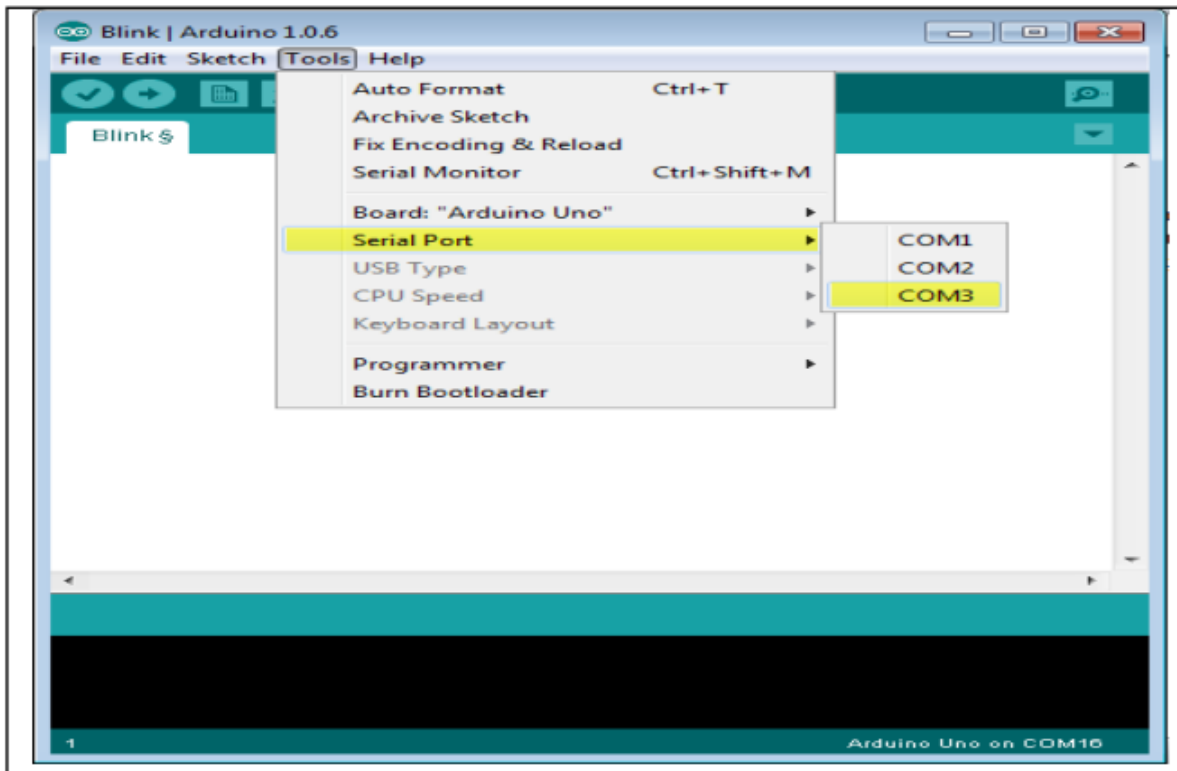 Blink | Arduino 1.0.6
File Edit Sketch Tools Help
Blink §
Auto Format Ctrl+T
Archive Sketch
Fix Encoding & Reload
Serial Monitor Ctrl+Shift+M
Board: "Arduino Uno"
Serial Port
USB Type
CPU Speed
Keyboard Layout
Programmer
Burn Bootloader
COM1
COM2
COM3
1 Arduino Uno on COM16